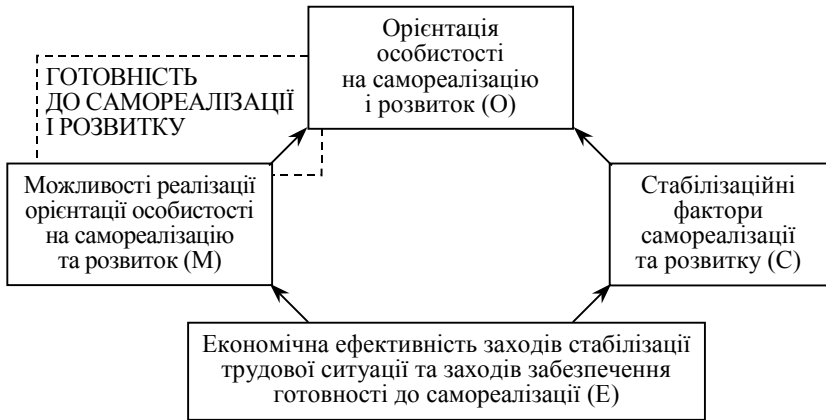 Орієнтація
особистості
на самореалізацію
і розвиток (О)
ГОТОВНІСТЬ
ДО САМОРЕАЛІЗАЦІЇ
І РОЗВИТКУ
Можливості реалізації
орієнтації особистості
на самореалізацію
та розвиток (М)
Стабілізаційні
фактори
самореалізації
та розвитку (С)
Економічна ефективність заходів стабілізації
трудової ситуації та заходів забезпечення
готовності до самореалізації (Е)